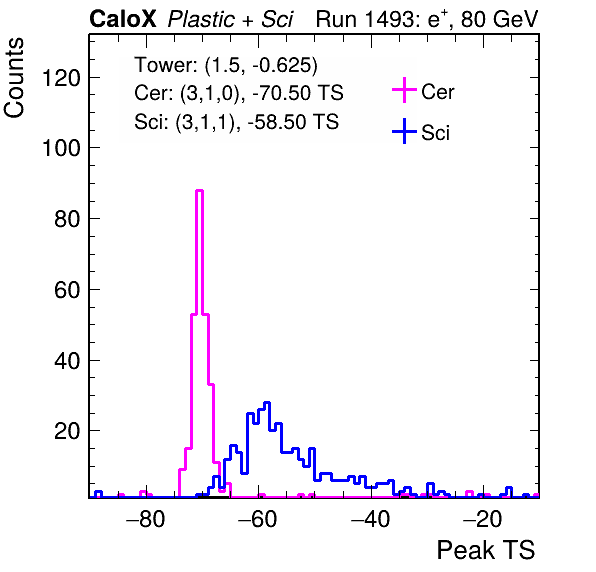 CaloX Plastic + Sci Run 1493: e⁺, 80 GeV
Tower: (1.5, -0.625)
Cer: (3,1,0), -70.50 TS
Sci: (3,1,1), -58.50 TS
Cer
Sci
Counts
120
100
80
60
40
20
−80 −60 −40 −20
Peak TS